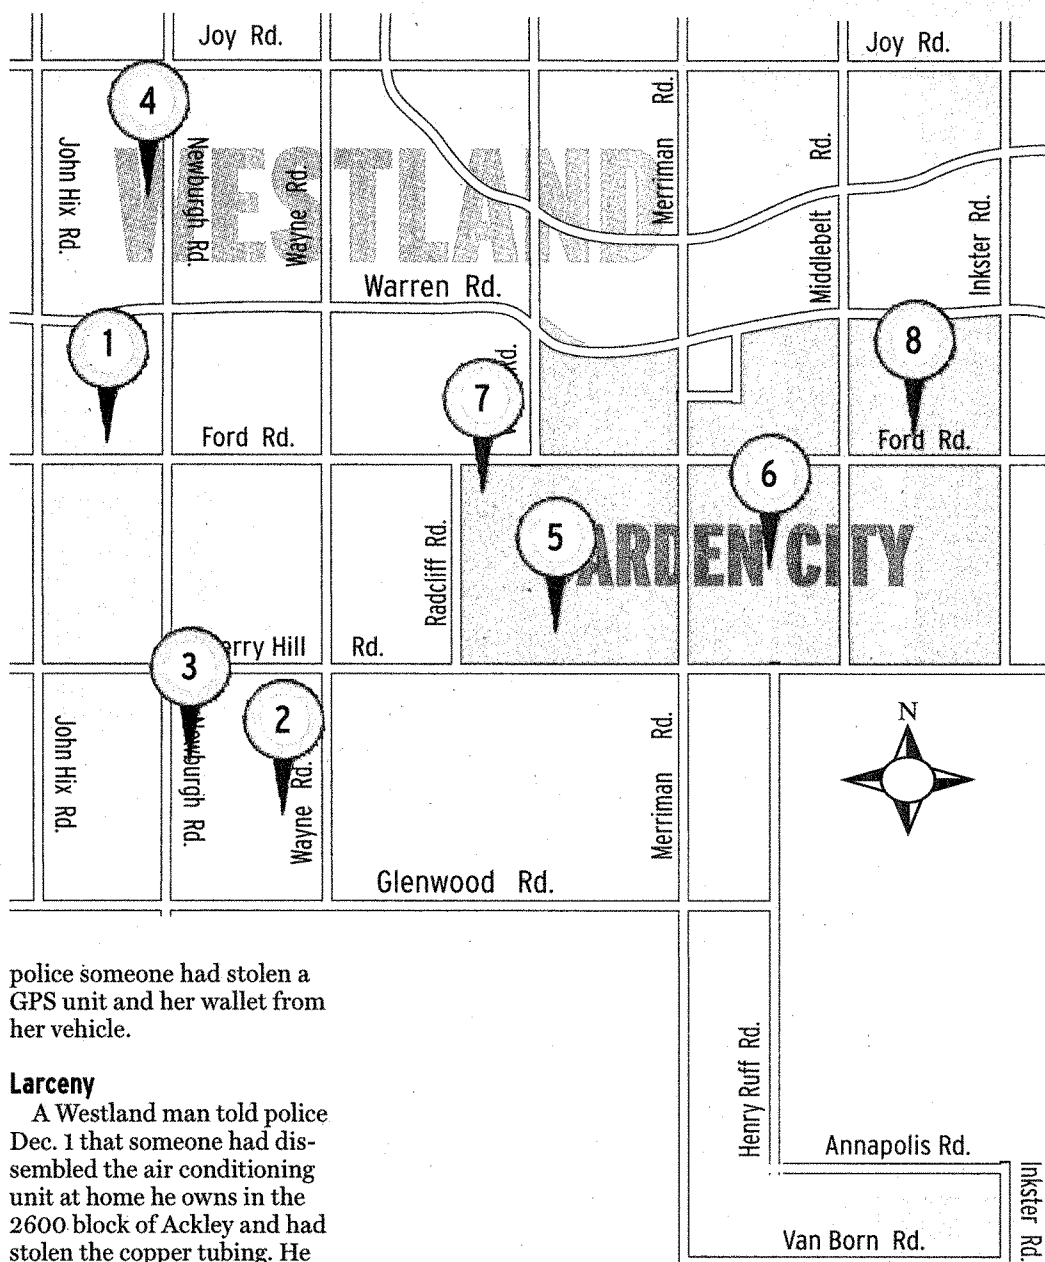 Joy Rd.
Joy Rd.
4
John Hix Rd.
Newburgh Rd.
Wayne Rd.
WESTLAND
Merriman Rd.
Middlebelt Rd.
Inkster Rd.
Warren Rd.
1
7
Rd.
8
Ford Rd.
Ford Rd.
6
5
ARDEN CITY
Radcliff Rd.
erry Hill Rd.
3
2
John Hix Rd.
Newburgh Rd.
Wayne Rd.
Merriman Rd.
N
Glenwood Rd.
Henry Ruff Rd.
Annapolis Rd.
Inkster Rd.
Van Born Rd.
police someone had stolen a
GPS unit and her wallet from
her vehicle.
Larceny
A Westland man told police
Dec. 1 that someone had dis-
sembled the air conditioning
unit at home he owns in the
2600 block of Ackley and had
stolen the copper tubing. He